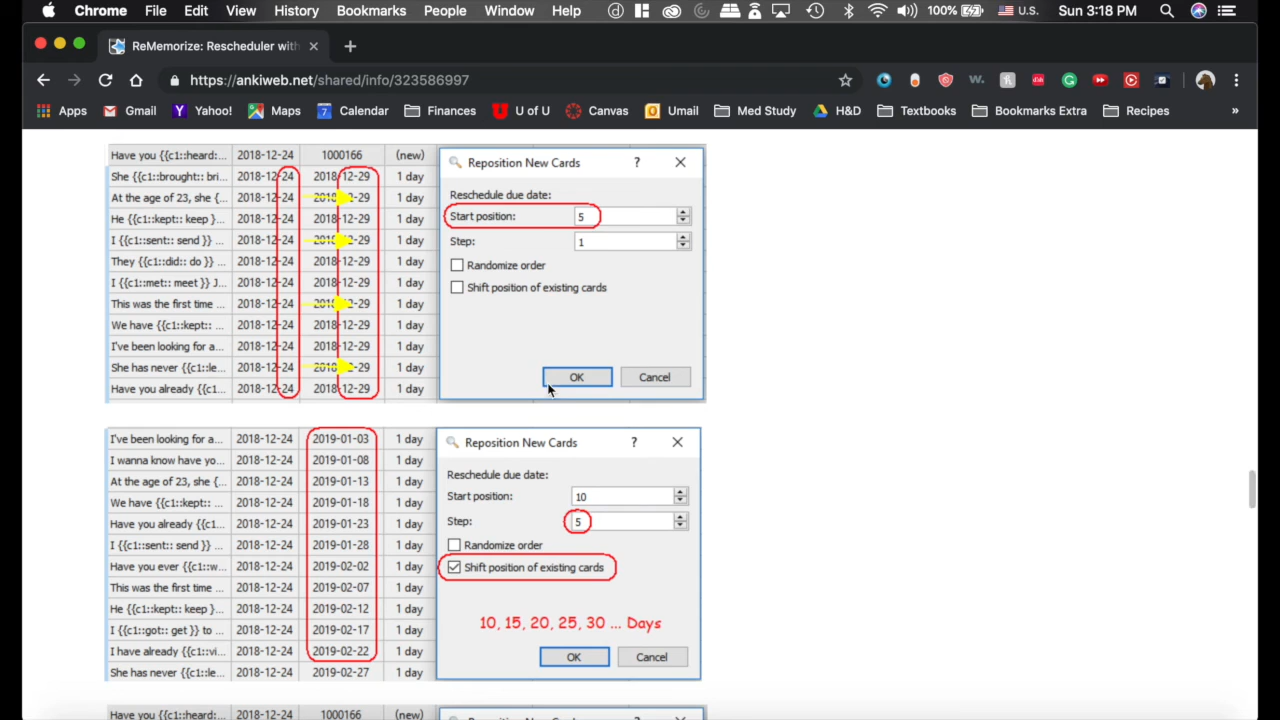 Chrome File Edit View History Bookmarks People Window Help 100% U.S. Sun 3:18 PM
ReMemorize: Rescheduler with
https://ankiweb.net/shared/info/323586997
Apps Gmail Yahoo! Maps Calendar Finances U of U Canvas Umail Med Study H&D Textbooks Bookmarks Extra Recipes »
Have you {{c1::heard:... 2018-12-24 1000166 (new)
Reposition New Cards ?
She {{c1::brought:: bri... 2018-12-24 2018-12-29 1 day
Reschedule due date:
At the age of 23, she {... 2018-12-24 2018-12-29 1 day
Start position: 5
He {{c1::kept:: keep }... 2018-12-24 2018-12-29 1 day
Step: 1
I {{c1::sent:: send }} ... 2018-12-24 2018-12-29 1 day
They {{c1::did:: do }} ... 2018-12-24 2018-12-29 1 day
Randomize order
I {{c1::met:: meet }} J... 2018-12-24 2018-12-29 1 day
Shift position of existing cards
This was the first time ... 2018-12-24 2018-12-29 1 day
We have {{c1::kept:: ... 2018-12-24 2018-12-29 1 day
I've been looking for a... 2018-12-24 2018-12-29 1 day
She has never {{c1::le... 2018-12-24 2018-12-29 1 day
OK Cancel
Have you already {{c1... 2018-12-24 2018-12-29 1 day
I've been looking for a... 2018-12-24 2019-01-03 1 day
Reposition New Cards ?
I wanna know have yo... 2018-12-24 2019-01-08 1 day
Reschedule due date:
At the age of 23, she {... 2018-12-24 2019-01-13 1 day
Start position: 10
We have {{c1::kept:: ... 2018-12-24 2019-01-18 1 day
Step: 5
Have you already {{c1... 2018-12-24 2019-01-23 1 day
I {{c1::sent:: send }} ... 2018-12-24 2019-01-28 1 day
Randomize order
Have you ever {{c1::w... 2018-12-24 2019-02-02 1 day
Shift position of existing cards
This was the first time ... 2018-12-24 2019-02-07 1 day
He {{c1::kept:: keep }... 2018-12-24 2019-02-12 1 day
10, 15, 20, 25, 30 ... Days
I {{c1::got:: get }} to ... 2018-12-24 2019-02-17 1 day
I have already {{c1::vi... 2018-12-24 2019-02-22 1 day
OK Cancel
She has never {{c1::le... 2018-12-24 2019-02-27 1 day
Have you {{c1::heard:... 2018-12-24 1000166 (new)
Reposition New Cards